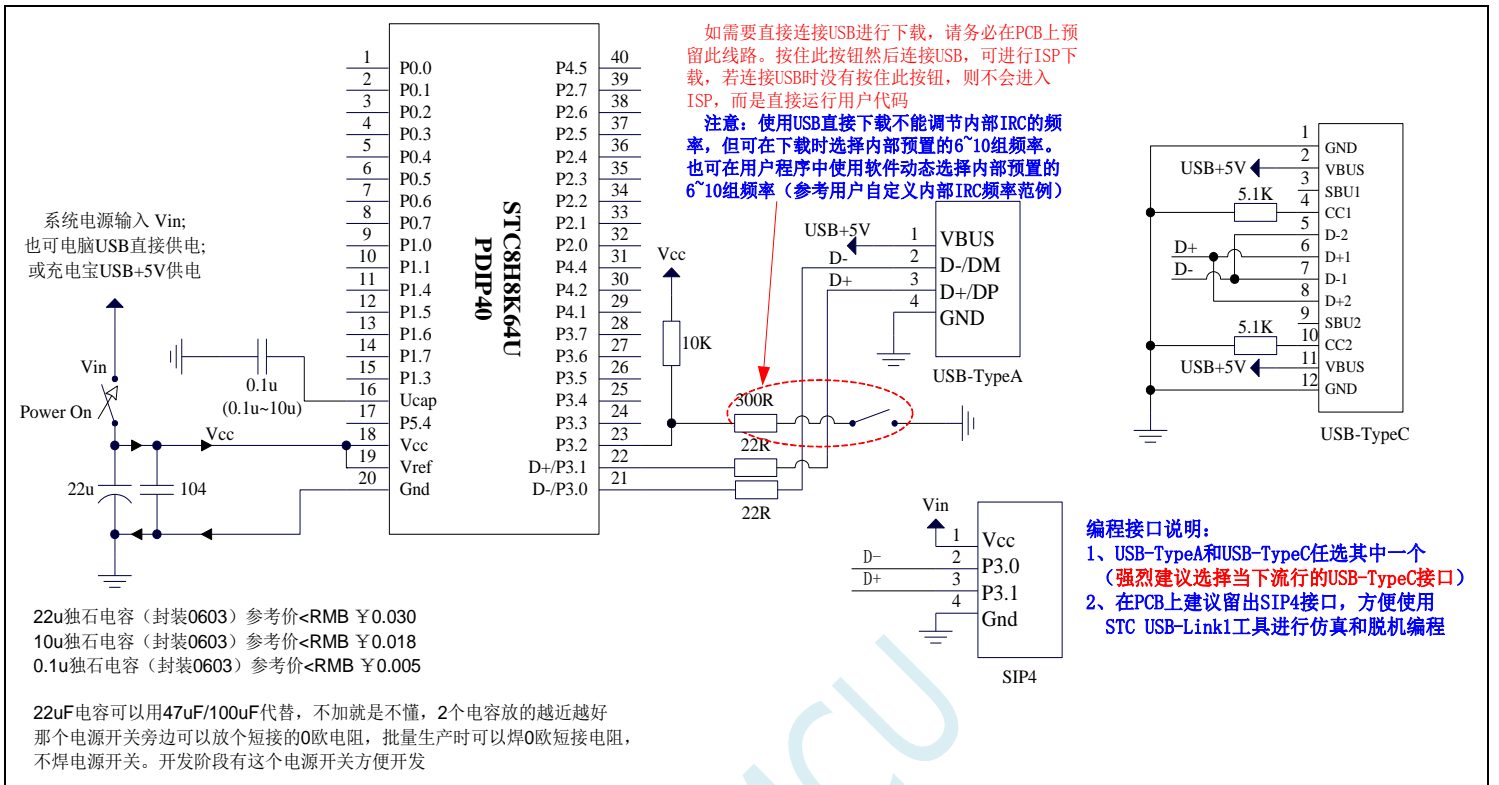 如需要直接连接USB进行下载，请务必在PCB上预
留此线路。按住此按钮然后连接USB，可进行ISP下
载，若连接USB时没有按住此按钮，则不会进入
ISP，而是直接运行用户代码
注意：使用USB直接下载不能调节内部IRC的频
率，但可在下载时选择内部预置的6~10组频率。
也可在用户程序中使用软件动态选择内部预置的
6~10组频率（参考用户自定义内部IRC频率范例）
系统电源输入 Vin;
也可电脑USB直接供电;
或充电宝USB+5V供电
Vin
Power On
Vcc
22u
104
0.1u
(0.1u~10u)
STC8H8K64U
PDIP40
1 P0.0
2 P0.1
3 P0.2
4 P0.3
5 P0.4
6 P0.5
7 P0.6
8 P0.7
9 P1.0
10 P1.1
11 P1.4
12 P1.5
13 P1.6
14 P1.7
15 P1.3
16 Ucap
17 P5.4
18 Vcc
19 Vref
20 Gnd
P4.5 40
P2.7 39
P2.6 38
P2.5 37
P2.4 36
P2.3 35
P2.2 34
P2.1 33
P2.0 32
P4.4 31
P4.2 30
P4.1 29
P3.7 28
P3.6 27
P3.5 26
P3.4 25
P3.3 24
P3.2 23
D+/P3.1 22
D-/P3.0 21
Vcc
10K
300R
22R
22R
USB+5V
D-
D+
1 VBUS
2 D-/DM
3 D+/DP
4 GND
USB-TypeA
USB+5V
5.1K
D+
D-
5.1K
USB+5V
1 GND
2 VBUS
3 SBU1
4 CC1
5 D-2
6 D+1
7 D-1
8 D+2
9 SBU2
10 CC2
11 VBUS
12 GND
USB-TypeC
Vin
D-
D+
1 Vcc
2 P3.0
3 P3.1
4 Gnd
SIP4
编程接口说明：
1、USB-TypeA和USB-TypeC任选其中一个
（强烈建议选择当下流行的USB-TypeC接口）
2、在PCB上建议留出SIP4接口，方便使用
STC USB-Link1工具进行仿真和脱机编程
22u独石电容（封装0603）参考价<RMB ￥0.030
10u独石电容（封装0603）参考价<RMB ￥0.018
0.1u独石电容（封装0603）参考价<RMB ￥0.005
22uF电容可以用47uF/100uF代替，不加就是不懂，2个电容放的越近越好
那个电源开关旁边可以放个短接的0欧电阻，批量生产时可以焊0欧短接电阻，
不焊电源开关。开发阶段有这个电源开关方便开发
MCU